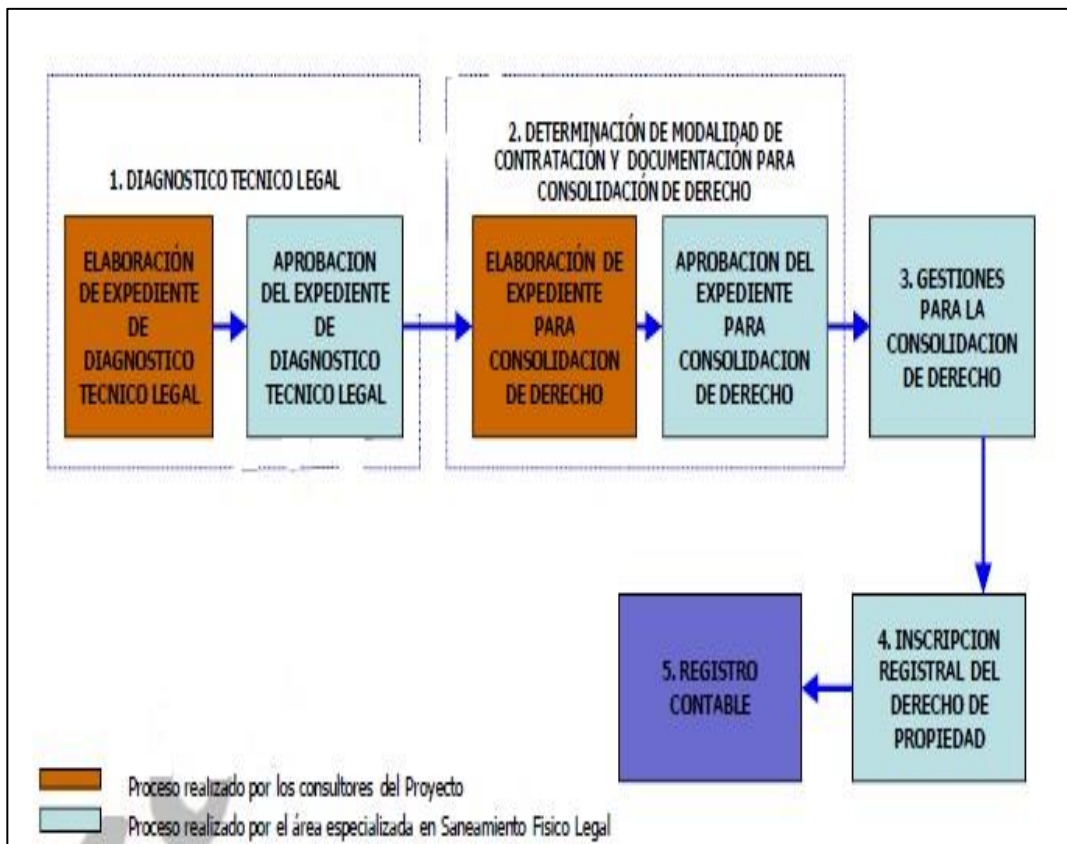 1. DIAGNOSTICO TECNICO LEGAL
ELABORACIÓN
DE EXPEDIENTE
DE
DIAGNOSTICO
TECNICO LEGAL
APROBACION
DEL EXPEDIENTE
DE
DIAGNOSTICO
TECNICO LEGAL
2. DETERMINACIÓN DE MODALIDAD DE
CONTRATACIÓN Y DOCUMENTACIÓN PARA
CONSOLIDACIÓN DE DERECHO
ELABORACIÓN DE
EXPEDIENTE
PARA
CONSOLIDACION
DE DERECHO
APROBACION DEL
EXPEDIENTE
PARA
CONSOLIDACION
DE DERECHO
3. GESTIONES
PARA LA
CONSOLIDACION
DE DERECHO
4. INSCRIPCION
REGISTRAL DEL
DERECHO DE
PROPIEDAD
5. REGISTRO
CONTABLE
Proceso realizado por los consultores del Proyecto
Proceso realizado por el área especializada en Saneamiento Fisico Legal